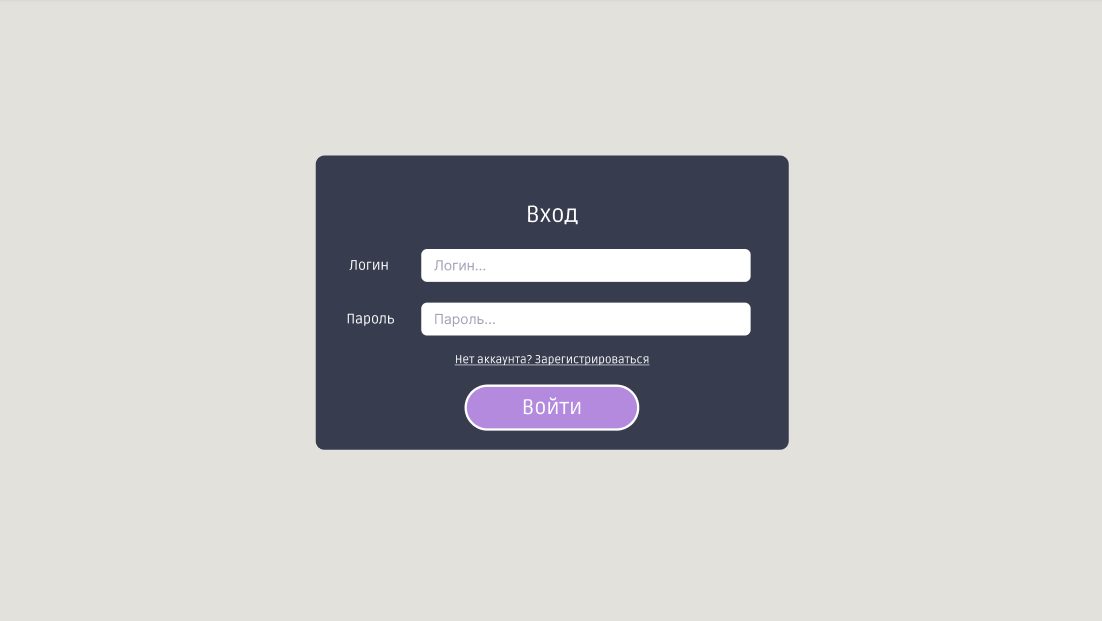 Вход
Логин
Логин...
Пароль
Пароль...
Нет аккаунта? Зарегистрироваться
Войти